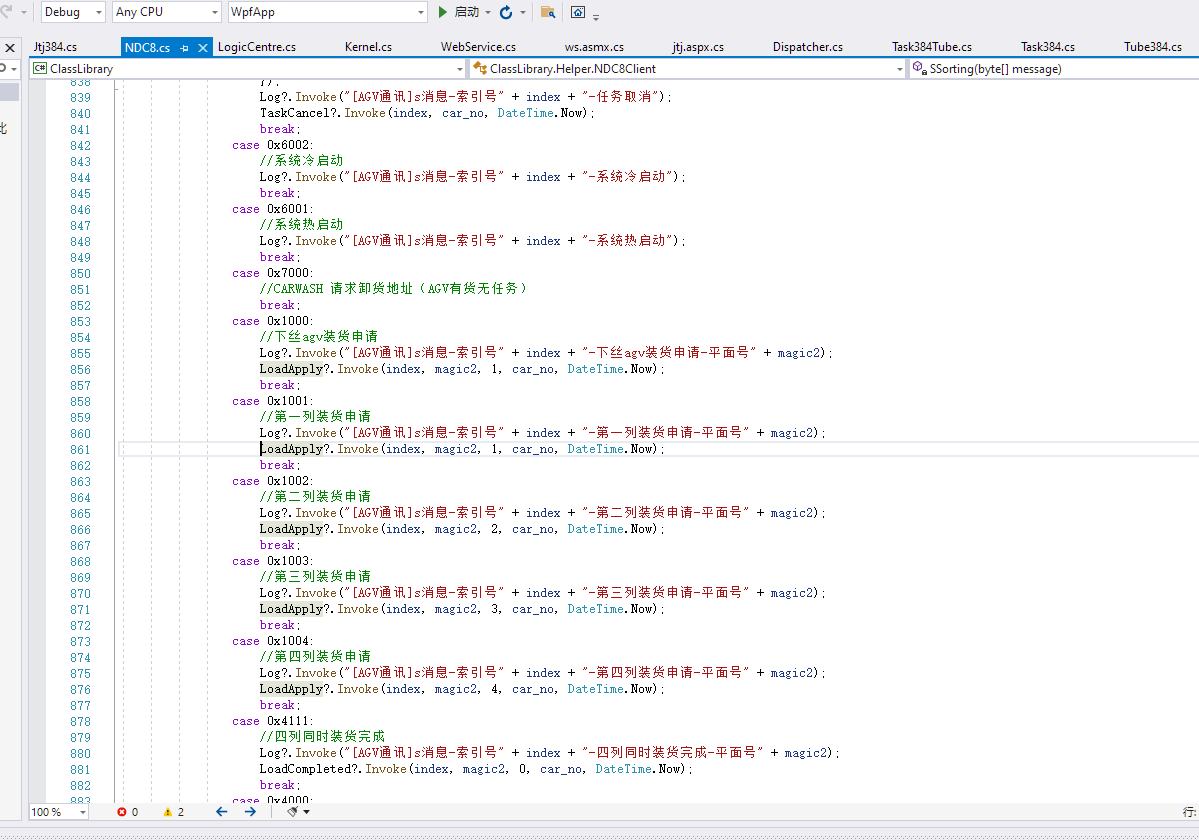 Debug Any CPU WpfApp 启动
Jtj384.cs NDC8.cs LogicCentre.cs Kernel.cs WebService.cs ws.asmx.cs jtj.aspx.cs Dispatcher.cs Task384Tube.cs Task384.cs Tube384.cs
C# ClassLibrary ClassLibrary.Helper.NDC8Client SSorting(byte[] message)
838 });
839 Log?.Invoke("[AGV通讯]s消息-索引号" + index + "-任务取消");
840 TaskCancel?.Invoke(index, car_no, DateTime.Now);
841 break;
842 case 0x6002:
843 //系统冷启动
844 Log?.Invoke("[AGV通讯]s消息-索引号" + index + "-系统冷启动");
845 break;
846 case 0x6001:
847 //系统热启动
848 Log?.Invoke("[AGV通讯]s消息-索引号" + index + "-系统热启动");
849 break;
850 case 0x7000:
851 //CARWASH 请求卸货地址（AGV有货无任务）
852 break;
853 case 0x1000:
854 //下丝agv装货申请
855 Log?.Invoke("[AGV通讯]s消息-索引号" + index + "-下丝agv装货申请-平面号" + magic2);
856 LoadApply?.Invoke(index, magic2, 1, car_no, DateTime.Now);
857 break;
858 case 0x1001:
859 //第一列装货申请
860 Log?.Invoke("[AGV通讯]s消息-索引号" + index + "-第一列装货申请-平面号" + magic2);
861 LoadApply?.Invoke(index, magic2, 1, car_no, DateTime.Now);
862 break;
863 case 0x1002:
864 //第二列装货申请
865 Log?.Invoke("[AGV通讯]s消息-索引号" + index + "-第二列装货申请-平面号" + magic2);
866 LoadApply?.Invoke(index, magic2, 2, car_no, DateTime.Now);
867 break;
868 case 0x1003:
869 //第三列装货申请
870 Log?.Invoke("[AGV通讯]s消息-索引号" + index + "-第三列装货申请-平面号" + magic2);
871 LoadApply?.Invoke(index, magic2, 3, car_no, DateTime.Now);
872 break;
873 case 0x1004:
874 //第四列装货申请
875 Log?.Invoke("[AGV通讯]s消息-索引号" + index + "-第四列装货申请-平面号" + magic2);
876 LoadApply?.Invoke(index, magic2, 4, car_no, DateTime.Now);
877 break;
878 case 0x4111:
879 //四列同时装货完成
880 Log?.Invoke("[AGV通讯]s消息-索引号" + index + "-四列同时装货完成-平面号" + magic2);
881 LoadCompleted?.Invoke(index, magic2, 0, car_no, DateTime.Now);
882 break;
883 case 0x4000:
100 % 0 2 行: